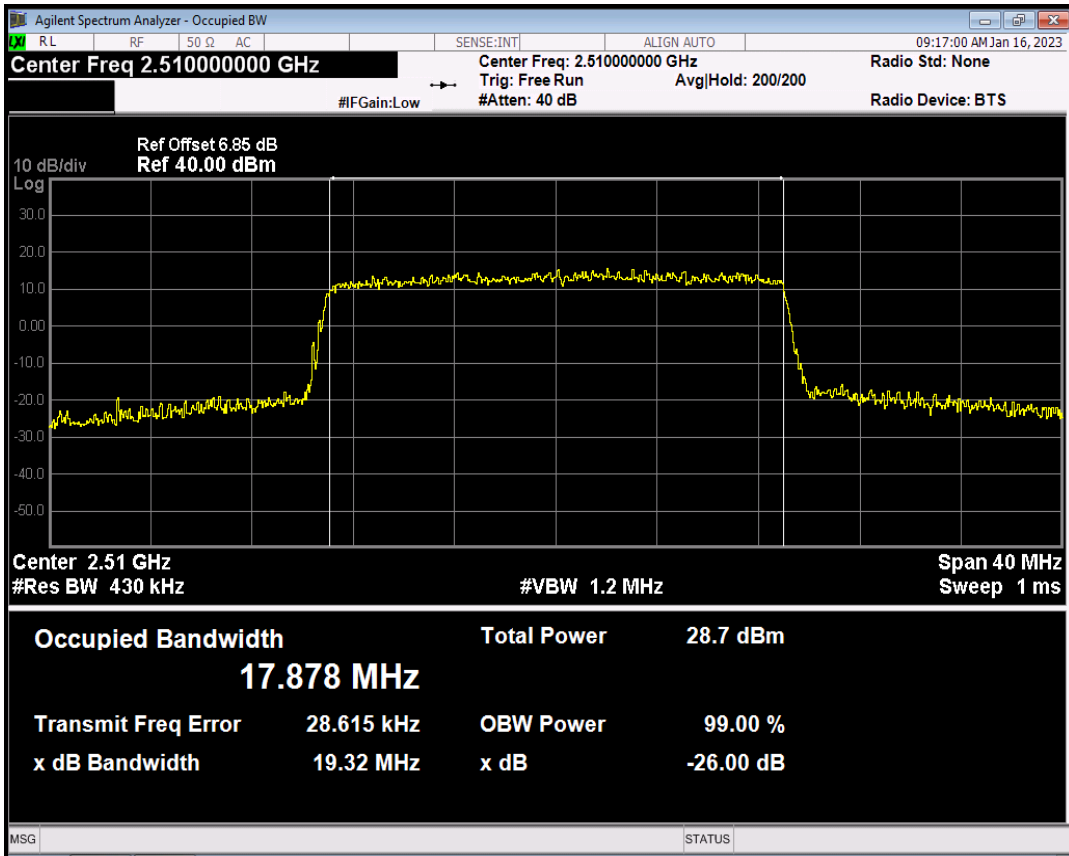 Agilent Spectrum Analyzer - Occupied BW
LXI RL RF 50 Ω AC SENSE:INT ALIGN AUTO 09:17:00 AM Jan 16, 2023
Center Freq 2.510000000 GHz Center Freq: 2.510000000 GHz Radio Std: None
Trig: Free Run Avg|Hold: 200/200
#IFGain:Low #Atten: 40 dB Radio Device: BTS
Ref Offset 6.85 dB
10 dB/div Ref 40.00 dBm
Log
30.0
20.0
10.0
0.00
-10.0
-20.0
-30.0
-40.0
-50.0
Center 2.51 GHz Span 40 MHz
#Res BW 430 kHz #VBW 1.2 MHz Sweep 1 ms
Occupied Bandwidth Total Power 28.7 dBm
17.878 MHz
Transmit Freq Error 28.615 kHz OBW Power 99.00 %
x dB Bandwidth 19.32 MHz x dB -26.00 dB
MSG STATUS